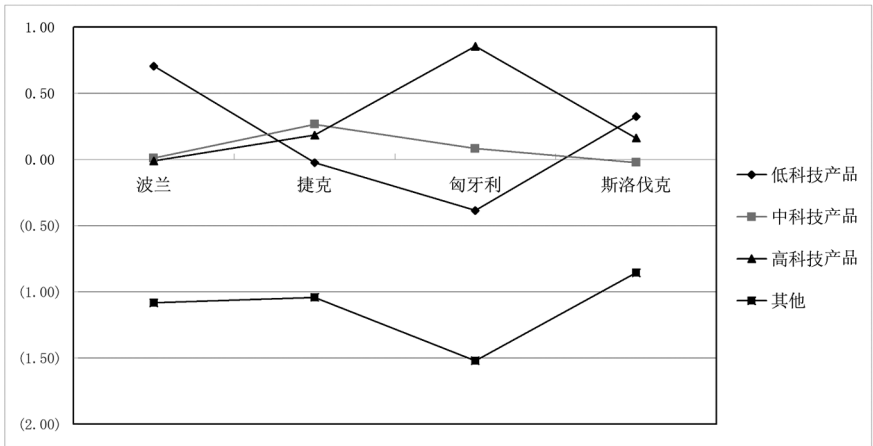 1.00
0.50
0.00
(0.50)
(1.00)
(1.50)
(2.00)
波兰
捷克
匈牙利
斯洛伐克
低科技产品
中科技产品
高科技产品
其他